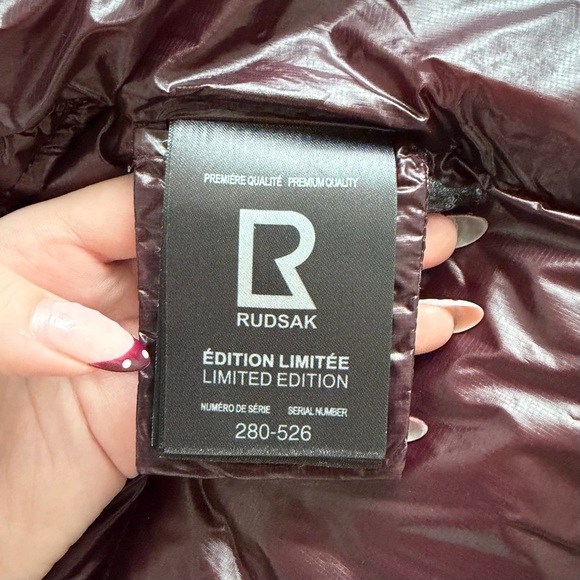 PREMIÈRE QUALITÉ PREMIUM QUALITY
R
RUDSAK
ÉDITION LIMITÉE
LIMITED EDITION
NUMÉRO DE SÉRIE SERIAL NUMBER
280-526